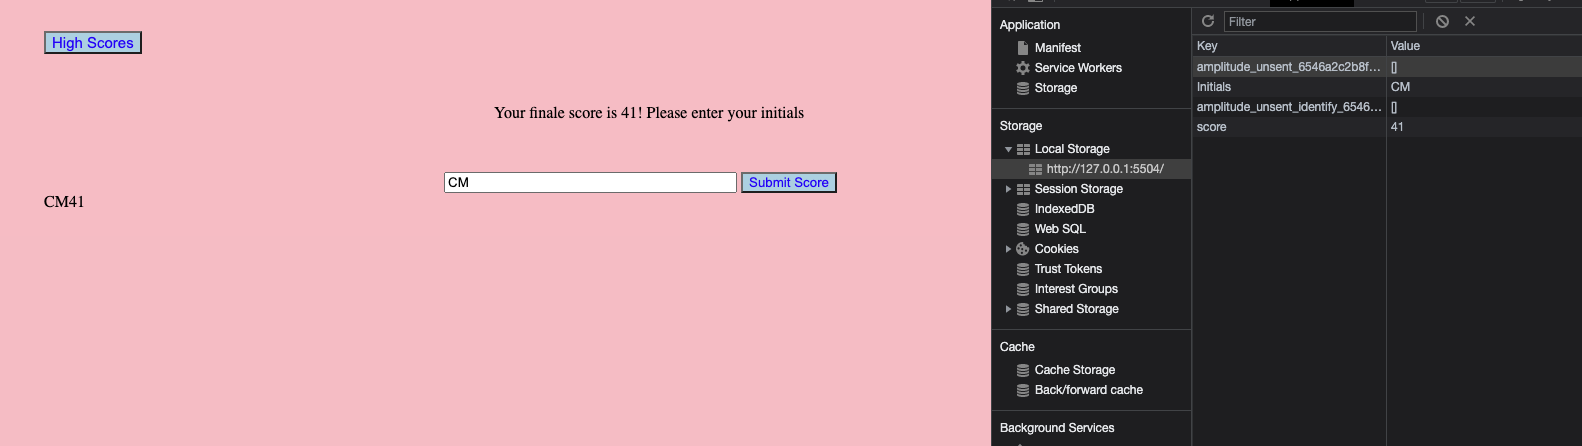 High Scores
Your finale score is 41! Please enter your initials
CM Submit Score
CM41
Application
Manifest
Service Workers
Storage
Storage
Local Storage
http://127.0.0.1:5504/
Session Storage
IndexedDB
Web SQL
Cookies
Trust Tokens
Interest Groups
Shared Storage
Cache
Cache Storage
Back/forward cache
Background Services
Filter
Key Value
amplitude_unsent_6546a2c2b8f... []
Initials CM
amplitude_unsent_identify_6546... []
score 41